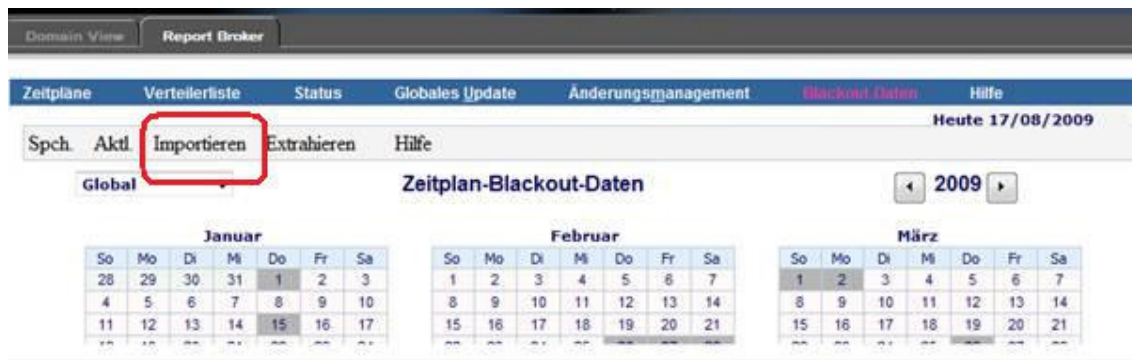 Domain View Report Broker
Zeitpläne Verteilerliste Status Globales Update Änderungsmanagement Blackout-Daten Hilfe
Heute 17/08/2009
Spch. Aktl. Importieren Extrahieren Hilfe
Global Zeitplan-Blackout-Daten 2009
Januar Februar März
So Mo Di Mi Do Fr Sa So Mo Di Mi Do Fr Sa So Mo Di Mi Do Fr Sa
28 29 30 31 1 2 3 1 2 3 4 5 6 7 1 2 3 4 5 6 7
4 5 6 7 8 9 10 8 9 10 11 12 13 14 8 9 10 11 12 13 14
11 12 13 14 15 16 17 15 16 17 18 19 20 21 15 16 17 18 19 20 21